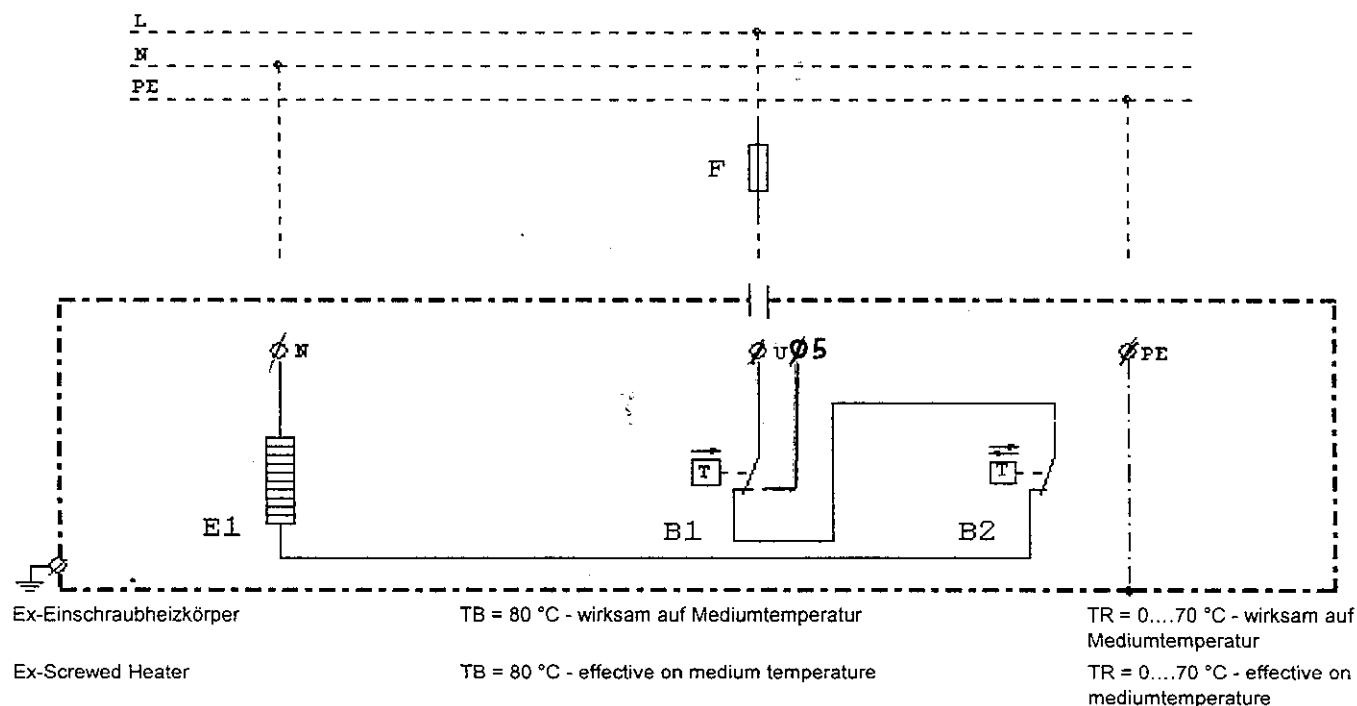 L
N
PE
F
N
U
5
PE
T
T
E1
B1
B2
Ex-Einschraubheizkörper
TB = 80 °C - wirksam auf Mediumtemperatur
TR = 0....70 °C - wirksam auf
Mediumtemperatur
Ex-Screwed Heater
TB = 80 °C - effective on medium temperature
TR = 0....70 °C - effective on
mediumtemperature